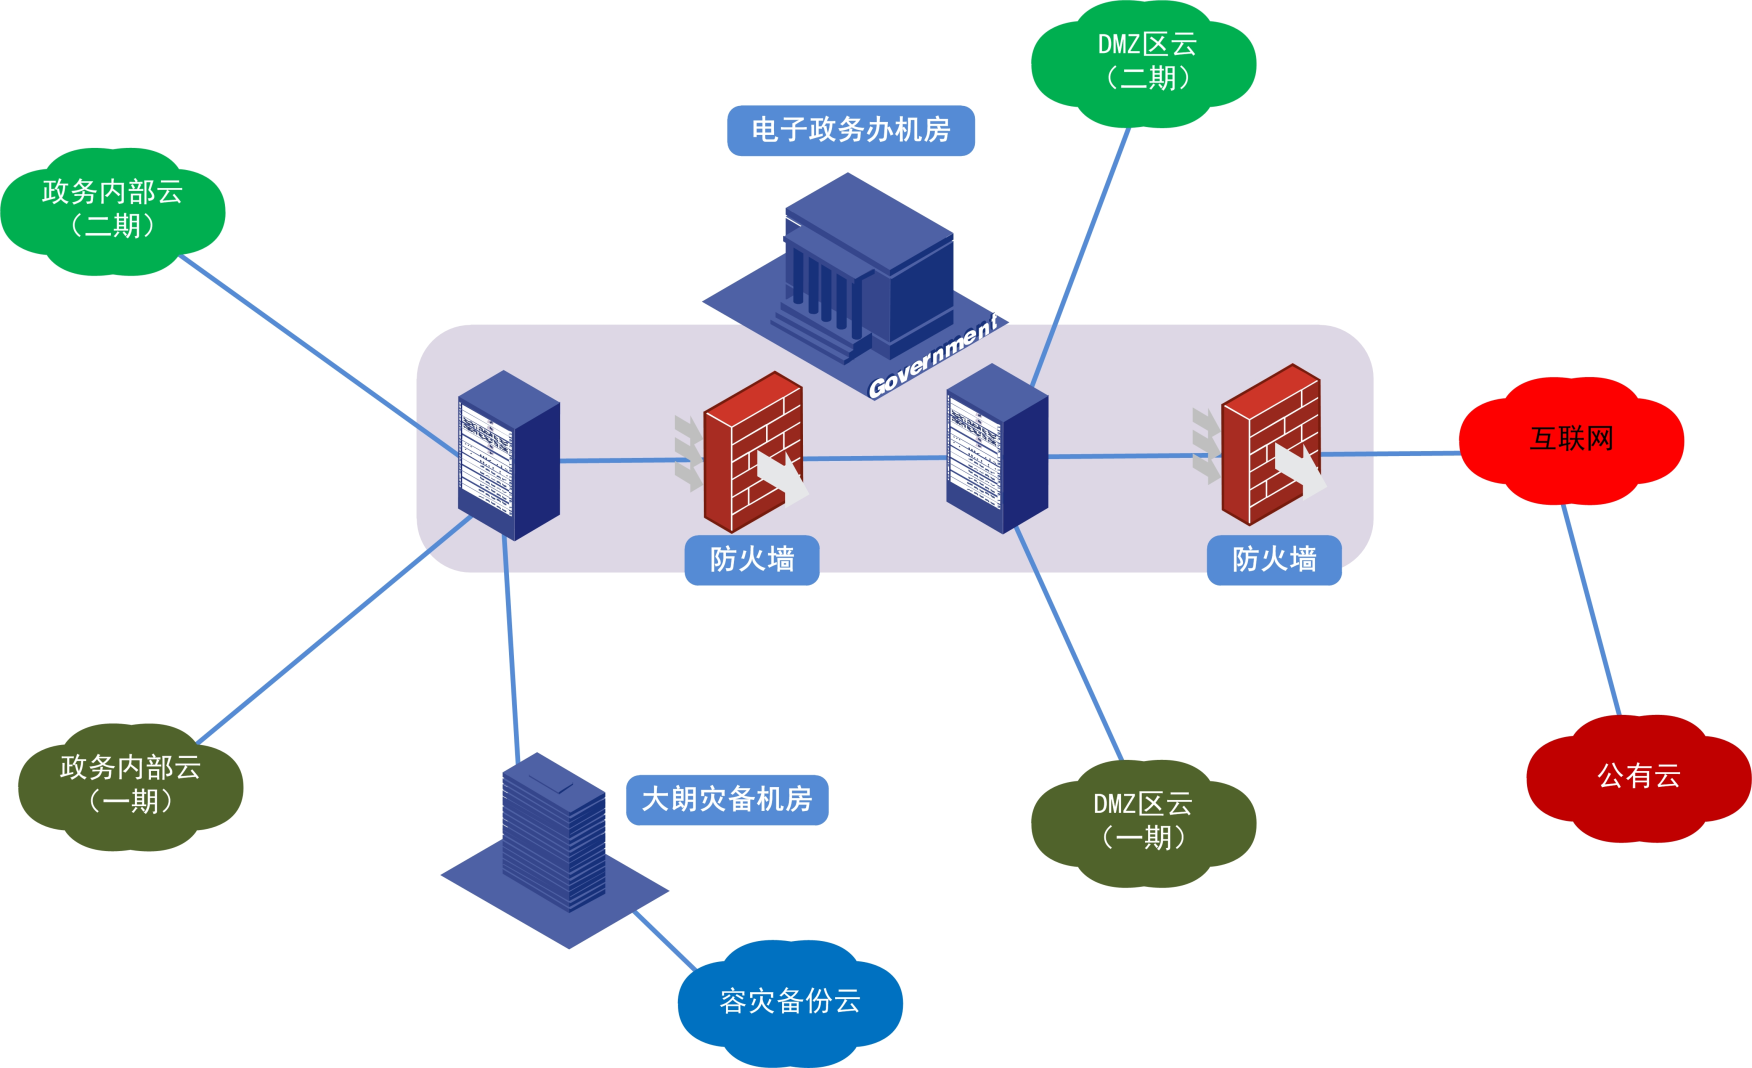 DMZ区云
（二期）
电子政务办机房
政务内部云
（二期）
Government
互联网
防火墙
防火墙
政务内部云
（一期）
大朗灾备机房
DMZ区云
（一期）
公有云
容灾备份云